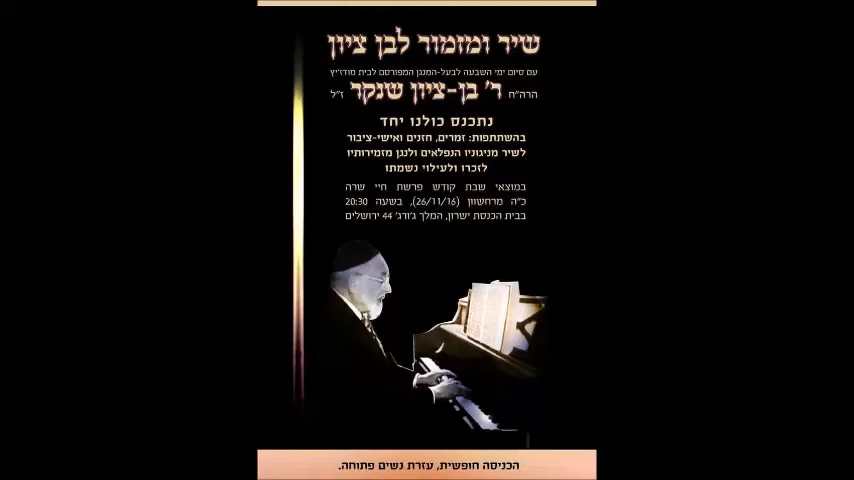 שיר ומזמור לבן ציון
עם סיום ימי השבעה לבעל-המנגן המפורסם לבית מודז'יץ
הרה"ח ר' בן-ציון שנקר ז"ל
נתכנס כולנו יחד
בהשתתפות: זמרים, חזנים ואישי-ציבור
לשיר מניגוניו הנפלאים ולנגן מזמירותיו
לזכרו ולעילוי נשמתו
במוצאי שבת קודש פרשת חיי שרה
כ"ה מרחשוון (26/11/16), בשעה 20:30
בבית הכנסת ישרון, המלך ג'ורג' 44 ירושלים
הכניסה חופשית, עזרת נשים פתוחה.